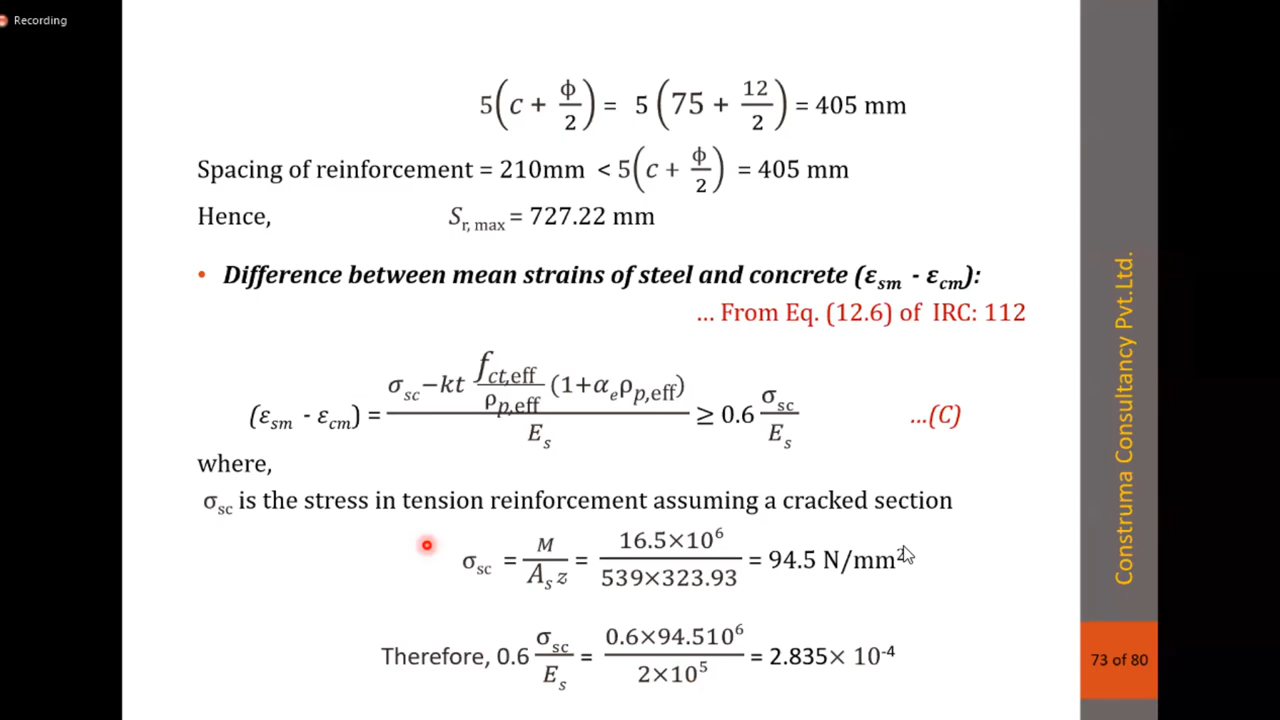 Recording
5(c + ϕ/2) = 5 (75 + 12/2) = 405 mm
Spacing of reinforcement = 210mm < 5(c + ϕ/2) = 405 mm
Hence, S_r, max = 727.22 mm
• Difference between mean strains of steel and concrete (ε_sm - ε_cm):
... From Eq. (12.6) of IRC: 112
(ε_sm - ε_cm) = (σ_sc−kt f_ct,eff/ρ_p,eff (1+α_eρ_p,eff))/E_s ≥ 0.6 σ_sc/E_s ...(C)
where,
σ_sc is the stress in tension reinforcement assuming a cracked section
σ_sc = M/(A_s z) = (16.5×10^6)/(539×323.93) = 94.5 N/mm^2
Therefore, 0.6 σ_sc/E_s = (0.6×94.510^6)/(2×10^5) = 2.835× 10^-4
Construma Consultancy Pvt.Ltd.
73 of 80